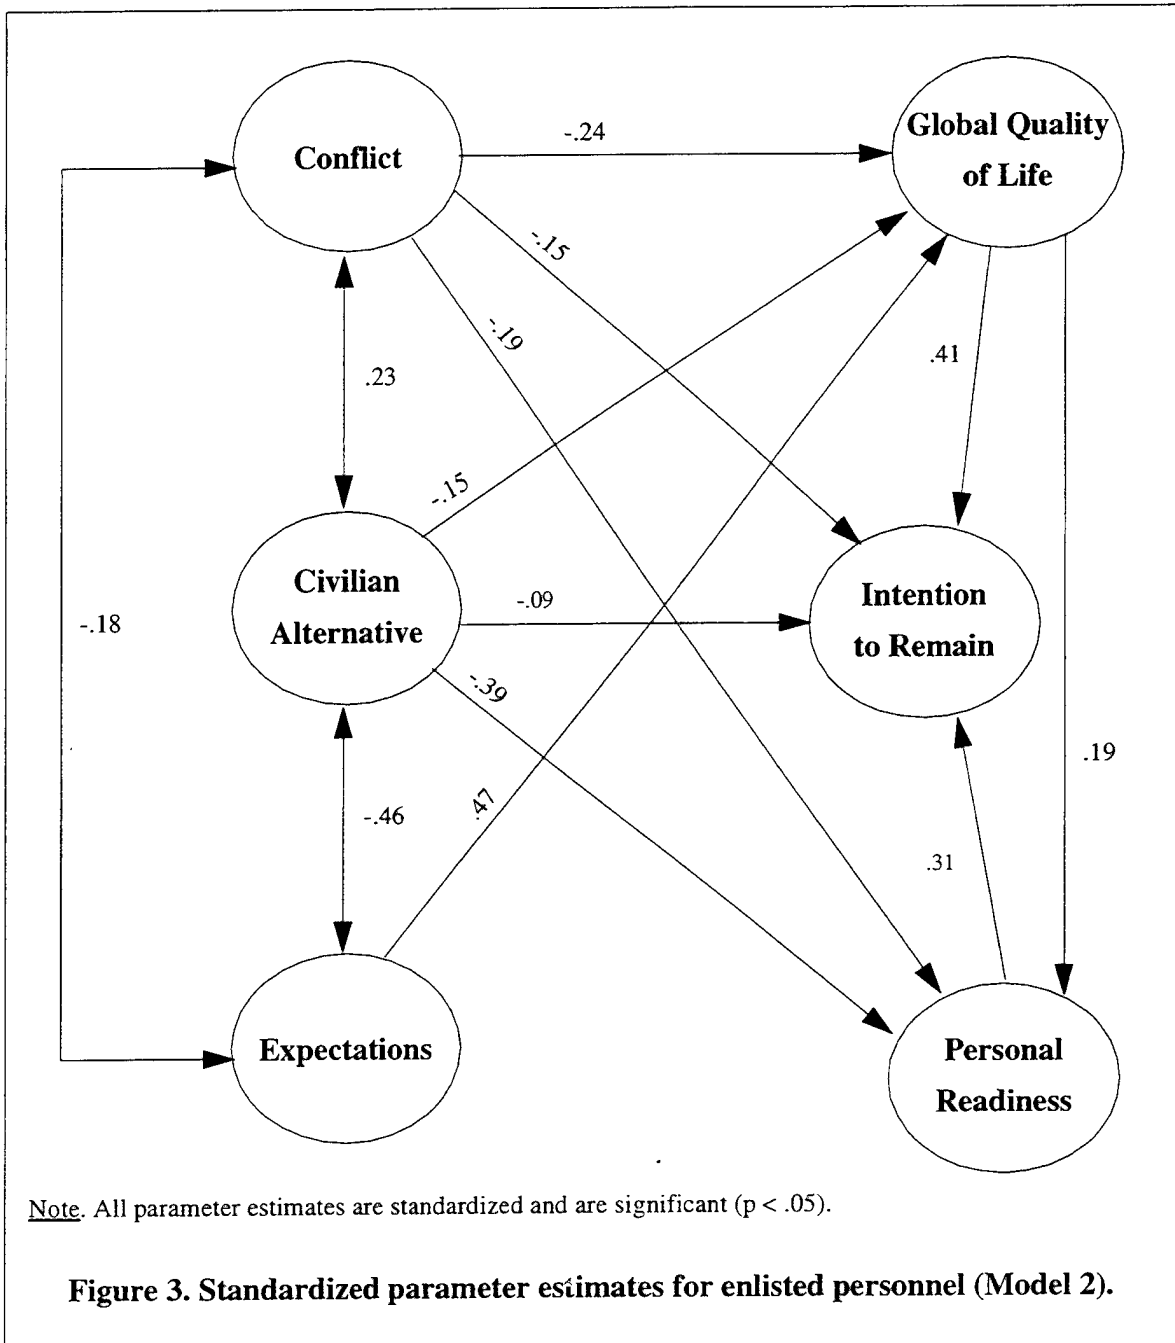 Conflict
-.24
Global Quality
of Life
-.15
-.19
.41
.23
-.15
Civilian
Alternative
-.09
Intention
to Remain
-.18
-.39
.19
-.46
.47
.31
Expectations
Personal
Readiness
Note. All parameter estimates are standardized and are significant (p < .05).
Figure 3. Standardized parameter estimates for enlisted personnel (Model 2).